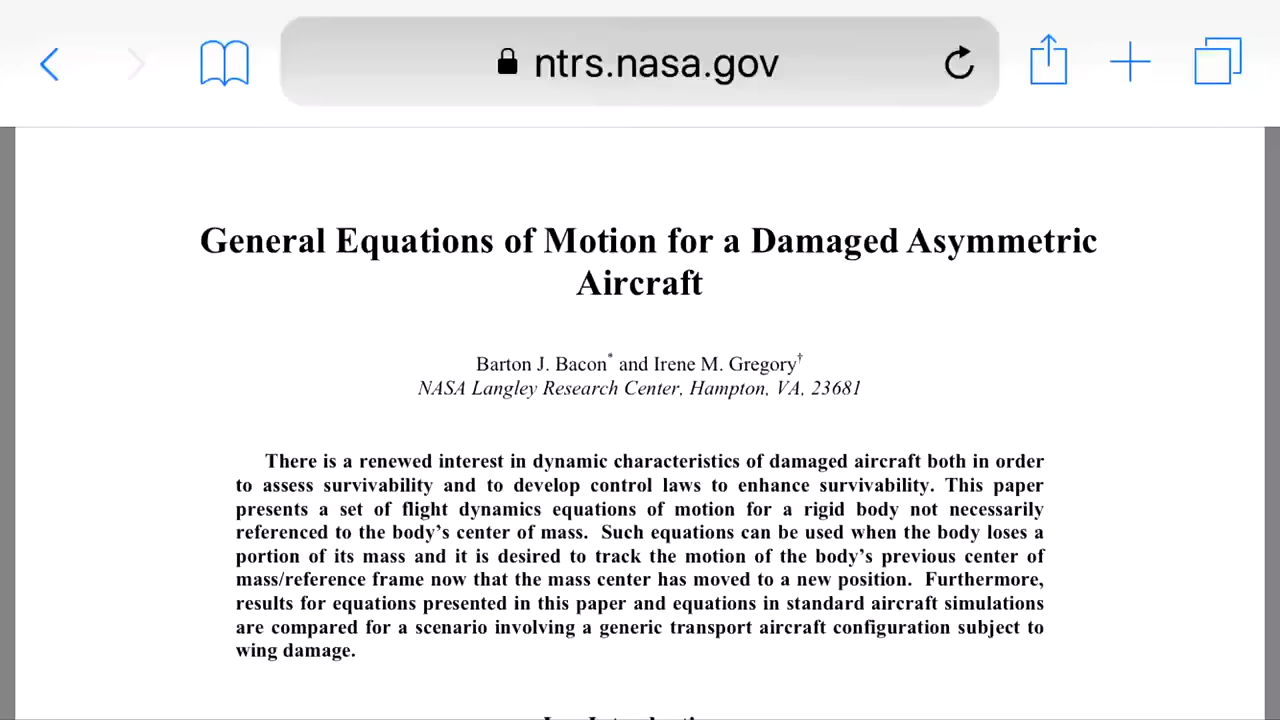 ntrs.nasa.gov
General Equations of Motion for a Damaged Asymmetric
Aircraft
Barton J. Bacon* and Irene M. Gregory†
NASA Langley Research Center, Hampton, VA, 23681
There is a renewed interest in dynamic characteristics of damaged aircraft both in order
to assess survivability and to develop control laws to enhance survivability. This paper
presents a set of flight dynamics equations of motion for a rigid body not necessarily
referenced to the body's center of mass. Such equations can be used when the body loses a
portion of its mass and it is desired to track the motion of the body's previous center of
mass/reference frame now that the mass center has moved to a new position. Furthermore,
results for equations presented in this paper and equations in standard aircraft simulations
are compared for a scenario involving a generic transport aircraft configuration subject to
wing damage.